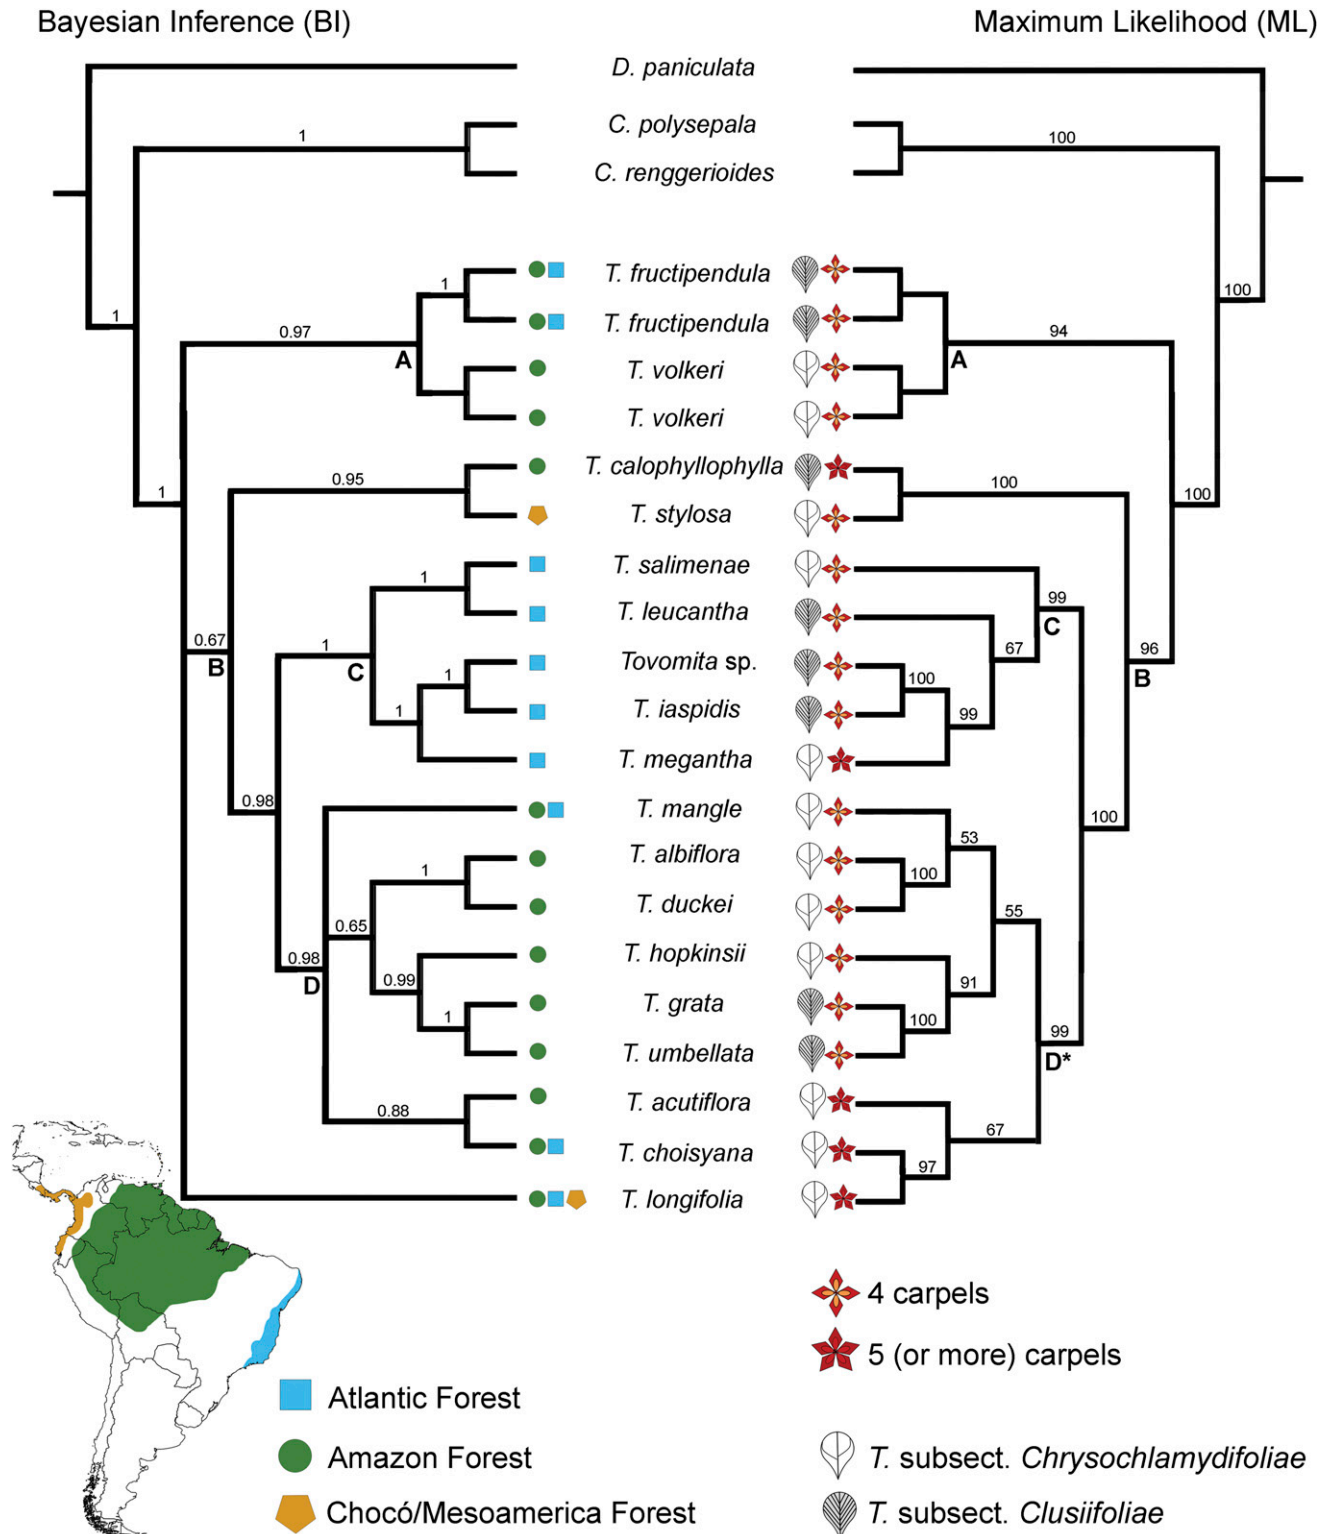 Bayesian Inference (BI)
Maximum Likelihood (ML)
D. paniculata
C. polysepala
1
100
C. renggerioides
T. fructipendula
1
100
T. fructipendula
1
0.97
94
A
A
T. volkeri
T. volkeri
T. calophyllophylla
0.95
100
1
100
T. stylosa
T. salimenae
1
99
T. leucantha
C
0.67
1
67
96
B
C
B
Tovomita sp.
1
100
T. iaspidis
1
99
T. megantha
0.98
T. mangle
100
53
T. albiflora
1
100
T. duckei
0.65
55
T. hopkinsii
0.98
D
0.99
91
T. grata
1
100
T. umbellata
99
D*
T. acutiflora
0.88
67
T. choisyana
97
T. longifolia
4 carpels
5 (or more) carpels
Atlantic Forest
Amazon Forest
T. subsect. Chrysochlamydifoliae
Chocó/Mesoamerica Forest
T. subsect. Clusiifoliae